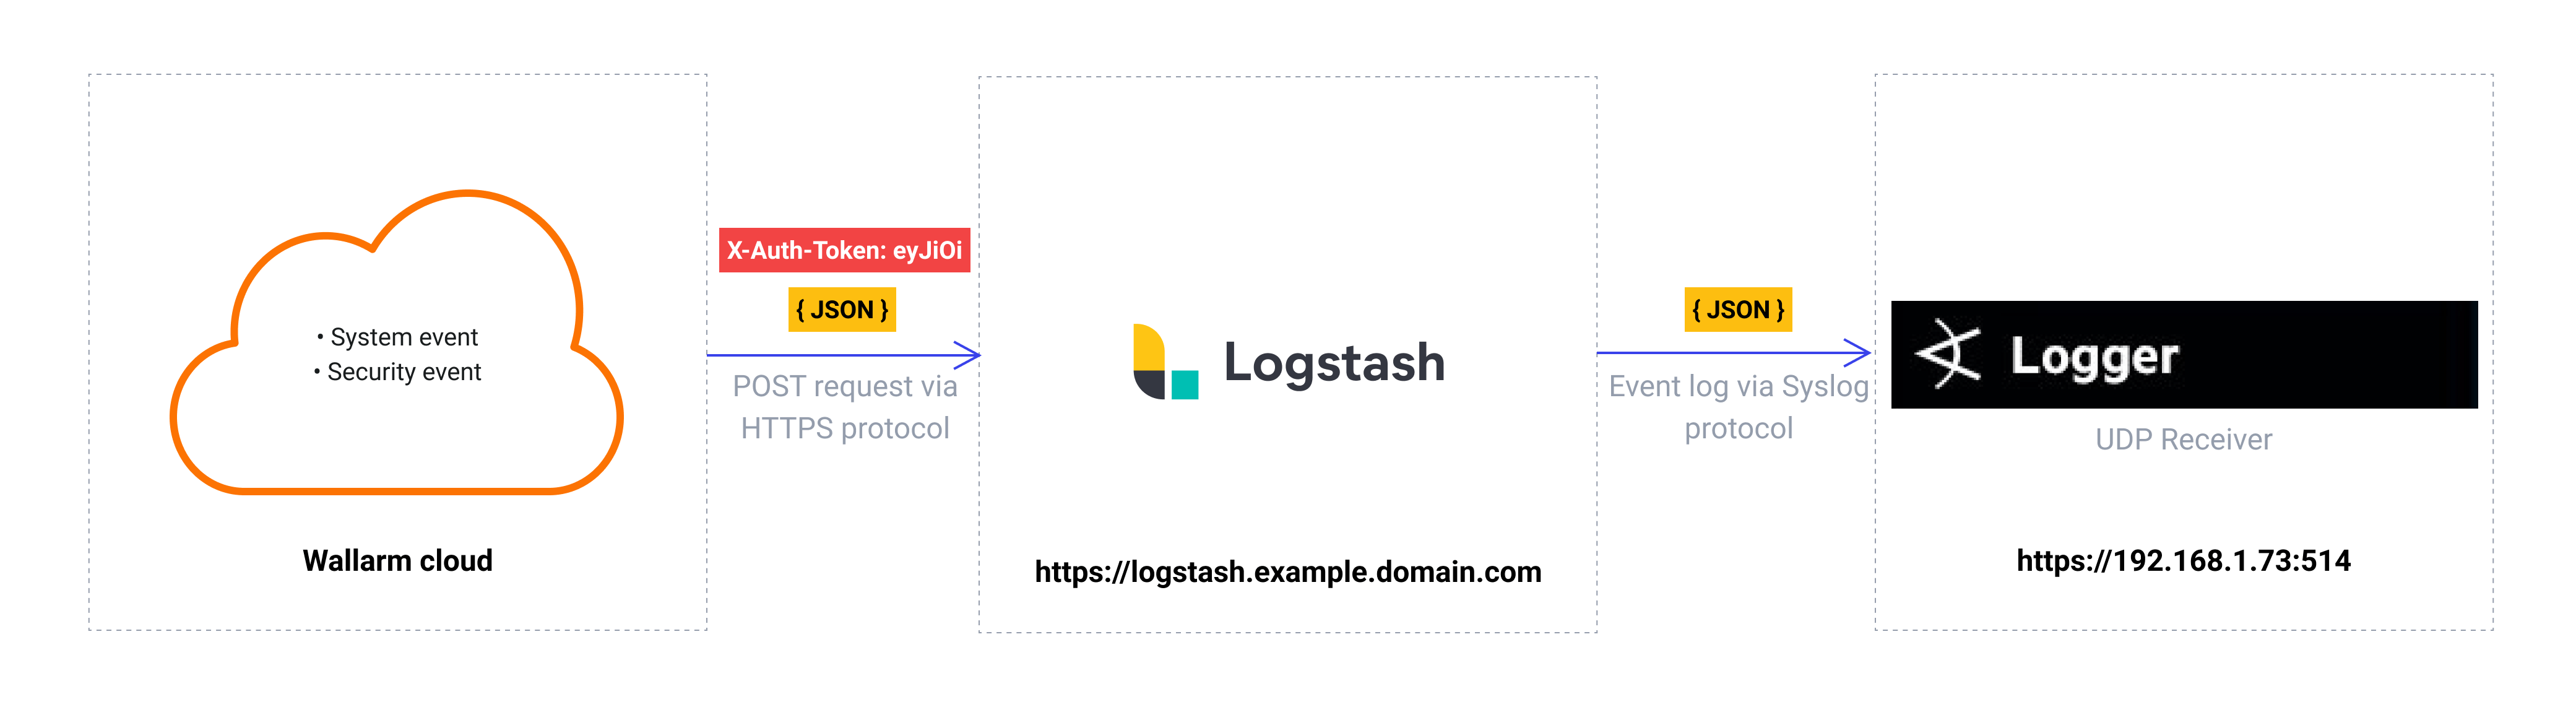 • System event
• Security event
Wallarm cloud
X-Auth-Token: eyJiOi
{ JSON }
POST request via
HTTPS protocol
Logstash
https://logstash.example.domain.com
{ JSON }
Event log via Syslog
protocol
Logger
UDP Receiver
https://192.168.1.73:514